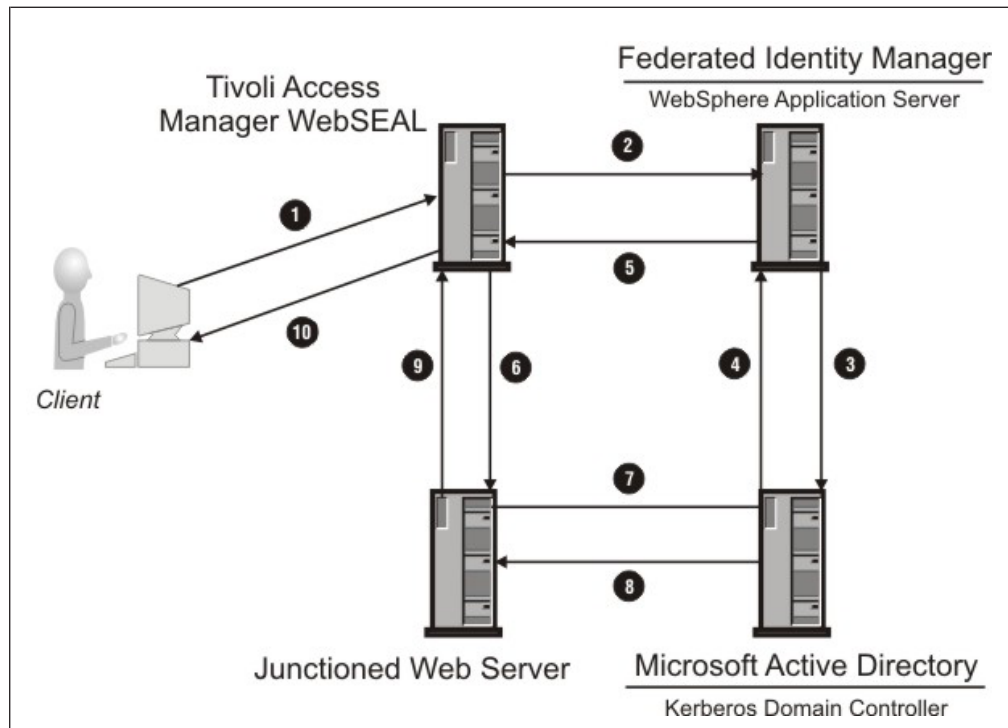 Tivoli Access
Manager WebSEAL
Federated Identity Manager
WebSphere Application Server
1
2
5
10
9
6
4
3
Client
7
8
Junctioned Web Server
Microsoft Active Directory
Kerberos Domain Controller